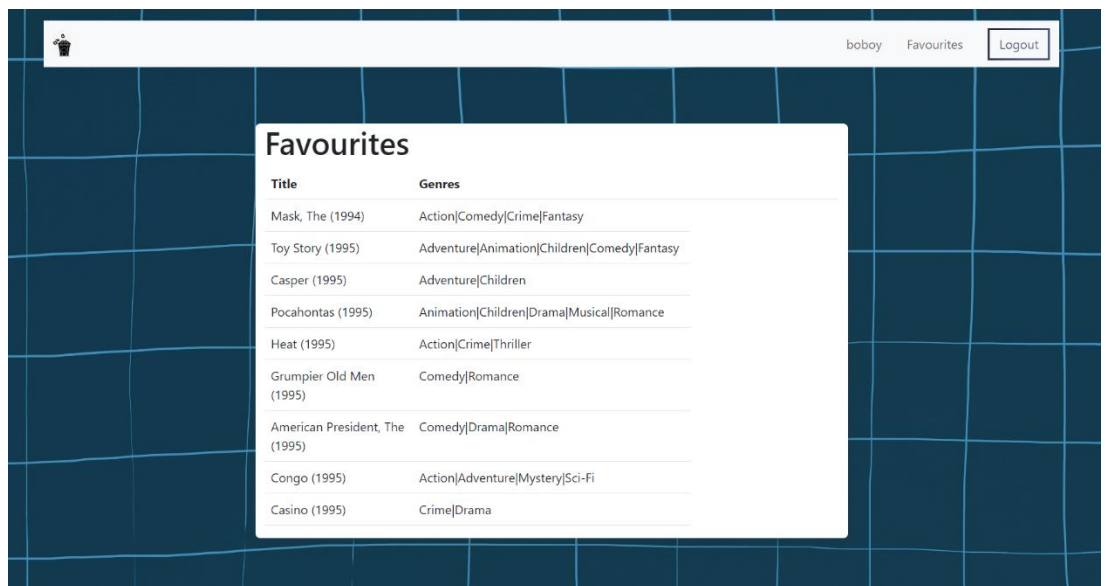 boboy Favourites Logout
Favourites
Title Genres
Mask, The (1994) Action|Comedy|Crime|Fantasy
Toy Story (1995) Adventure|Animation|Children|Comedy|Fantasy
Casper (1995) Adventure|Children
Pocahontas (1995) Animation|Children|Drama|Musical|Romance
Heat (1995) Action|Crime|Thriller
Grumpier Old Men Comedy|Romance
(1995)
American President, The Comedy|Drama|Romance
(1995)
Congo (1995) Action|Adventure|Mystery|Sci-Fi
Casino (1995) Crime|Drama